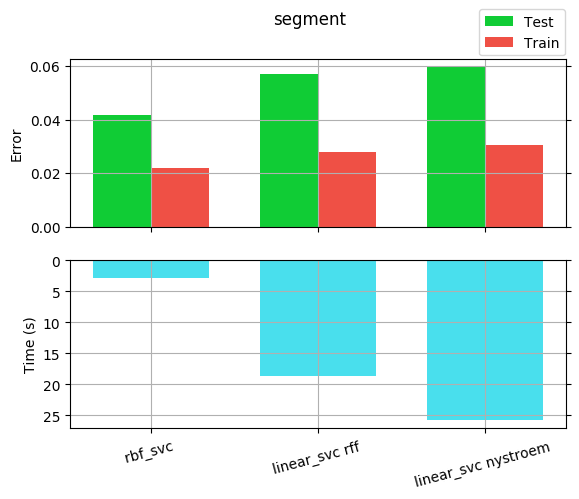 segment
Test
Train
0.06
0.04
0.02
0.00
Error
0
5
10
15
20
25
Time (s)
rbf_svc
linear_svc rff
linear_svc nystroem